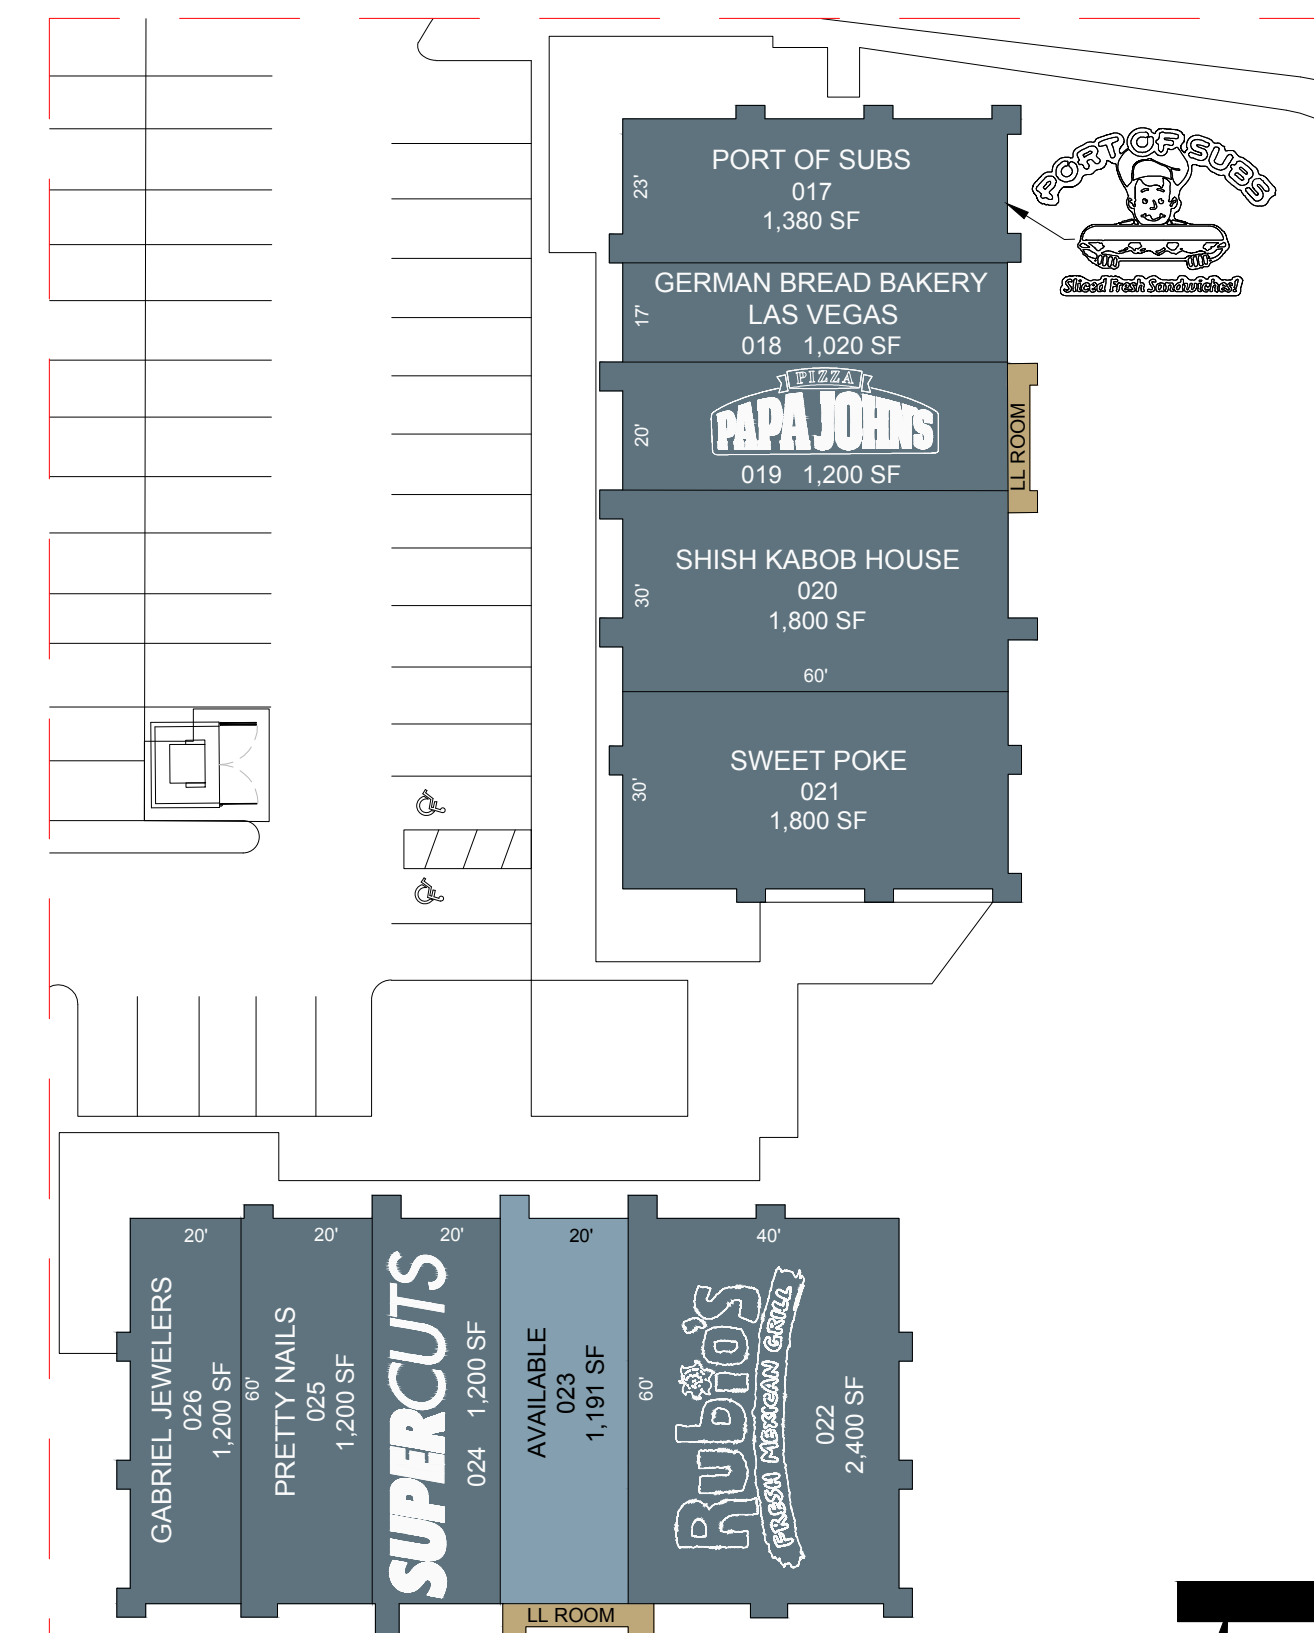 PORT OF SUBS
017
1,380 SF
23'
PORT OF SUBS
Sliced Fresh Sandwiches!
GERMAN BREAD BAKERY
LAS VEGAS
018 1,020 SF
17'
PIZZA
PAPA JOHN'S
019 1,200 SF
20'
LL ROOM
SHISH KABOB HOUSE
020
1,800 SF
30'
60'
SWEET POKE
021
1,800 SF
30'
20'
GABRIEL JEWELERS
026
1,200 SF
60'
20'
PRETTY NAILS
025
1,200 SF
20'
SUPERCUTS
024 1,200 SF
20'
AVAILABLE
023
1,191 SF
40'
60'
Rubio's
FRESH MEXICAN GRILL
022
2,400 SF
LL ROOM